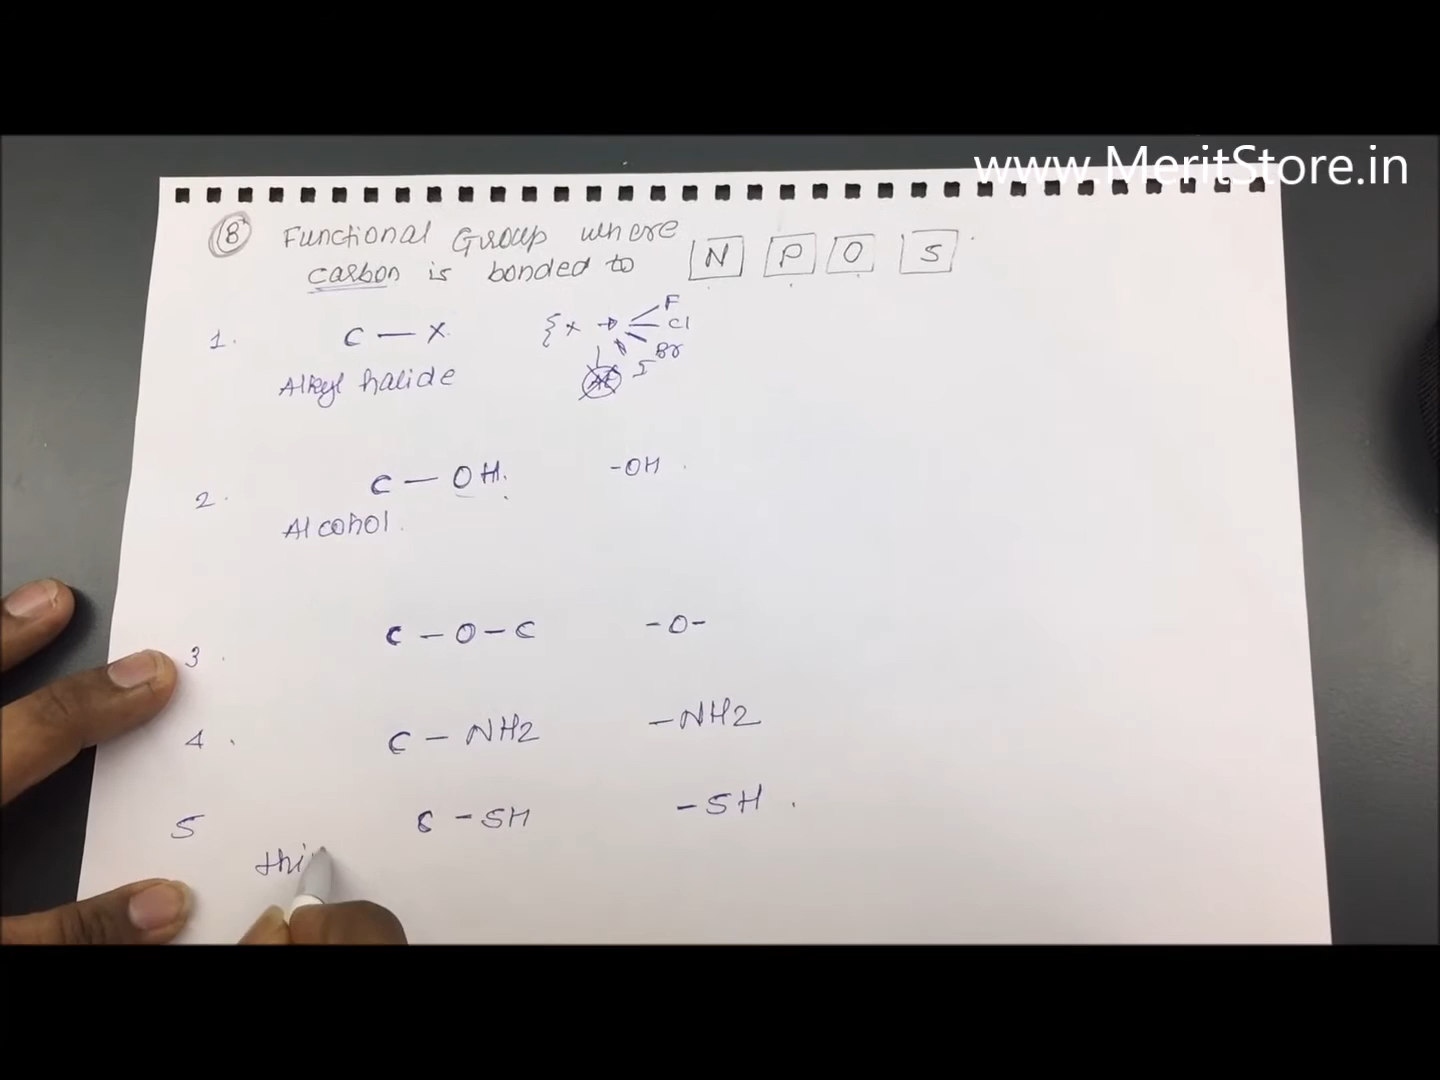 www.MeritStore.in
8 Functional Group where
carbon is bonded to N P O S
1. C — X {x → F
Cl
Br
I
Alkyl halide
2. C — OH. -OH
Alcohol.
3. C — O — C -O-
4. C — NH2 — NH2
5 C — SH — SH
thi